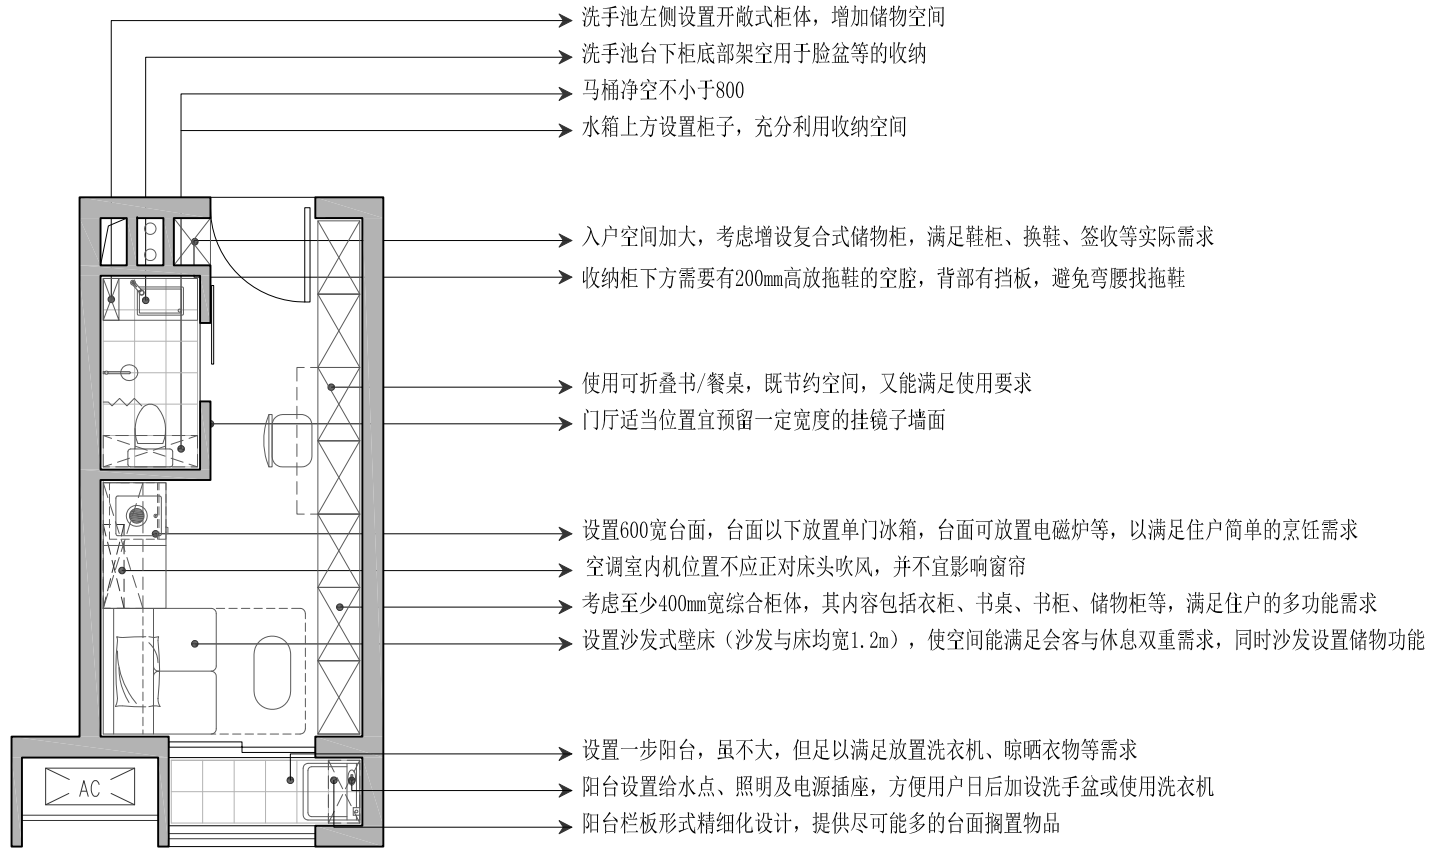 洗手池左侧设置开敞式柜体，增加储物空间
洗手池台下柜底部架空用于脸盆等的收纳
马桶净空不小于800
水箱上方设置柜子，充分利用收纳空间
入户空间加大，考虑增设复合式储物柜，满足鞋柜、换鞋、签收等实际需求
收纳柜下方需要有200mm高放拖鞋的空腔，背部有挡板，避免弯腰找拖鞋
使用可折叠书/餐桌，既节约空间，又能满足使用要求
门厅适当位置宜预留一定宽度的挂镜子墙面
设置600宽台面，台面以下放置单门冰箱，台面可放置电磁炉等，以满足住户简单的烹饪需求
空调室内机位置不应正对床头吹风，并不宜影响窗帘
考虑至少400mm宽综合柜体，其内容包括衣柜、书桌、书柜、储物柜等，满足住户的多功能需求
设置沙发式壁床（沙发与床均宽1.2m），使空间能满足会客与休息双重需求，同时沙发设置储物功能
设置一步阳台，虽不大，但足以满足放置洗衣机、晾晒衣物等需求
阳台设置给水点、照明及电源插座，方便用户日后加设洗手盆或使用洗衣机
AC
阳台栏板形式精细化设计，提供尽可能多的台面搁置物品